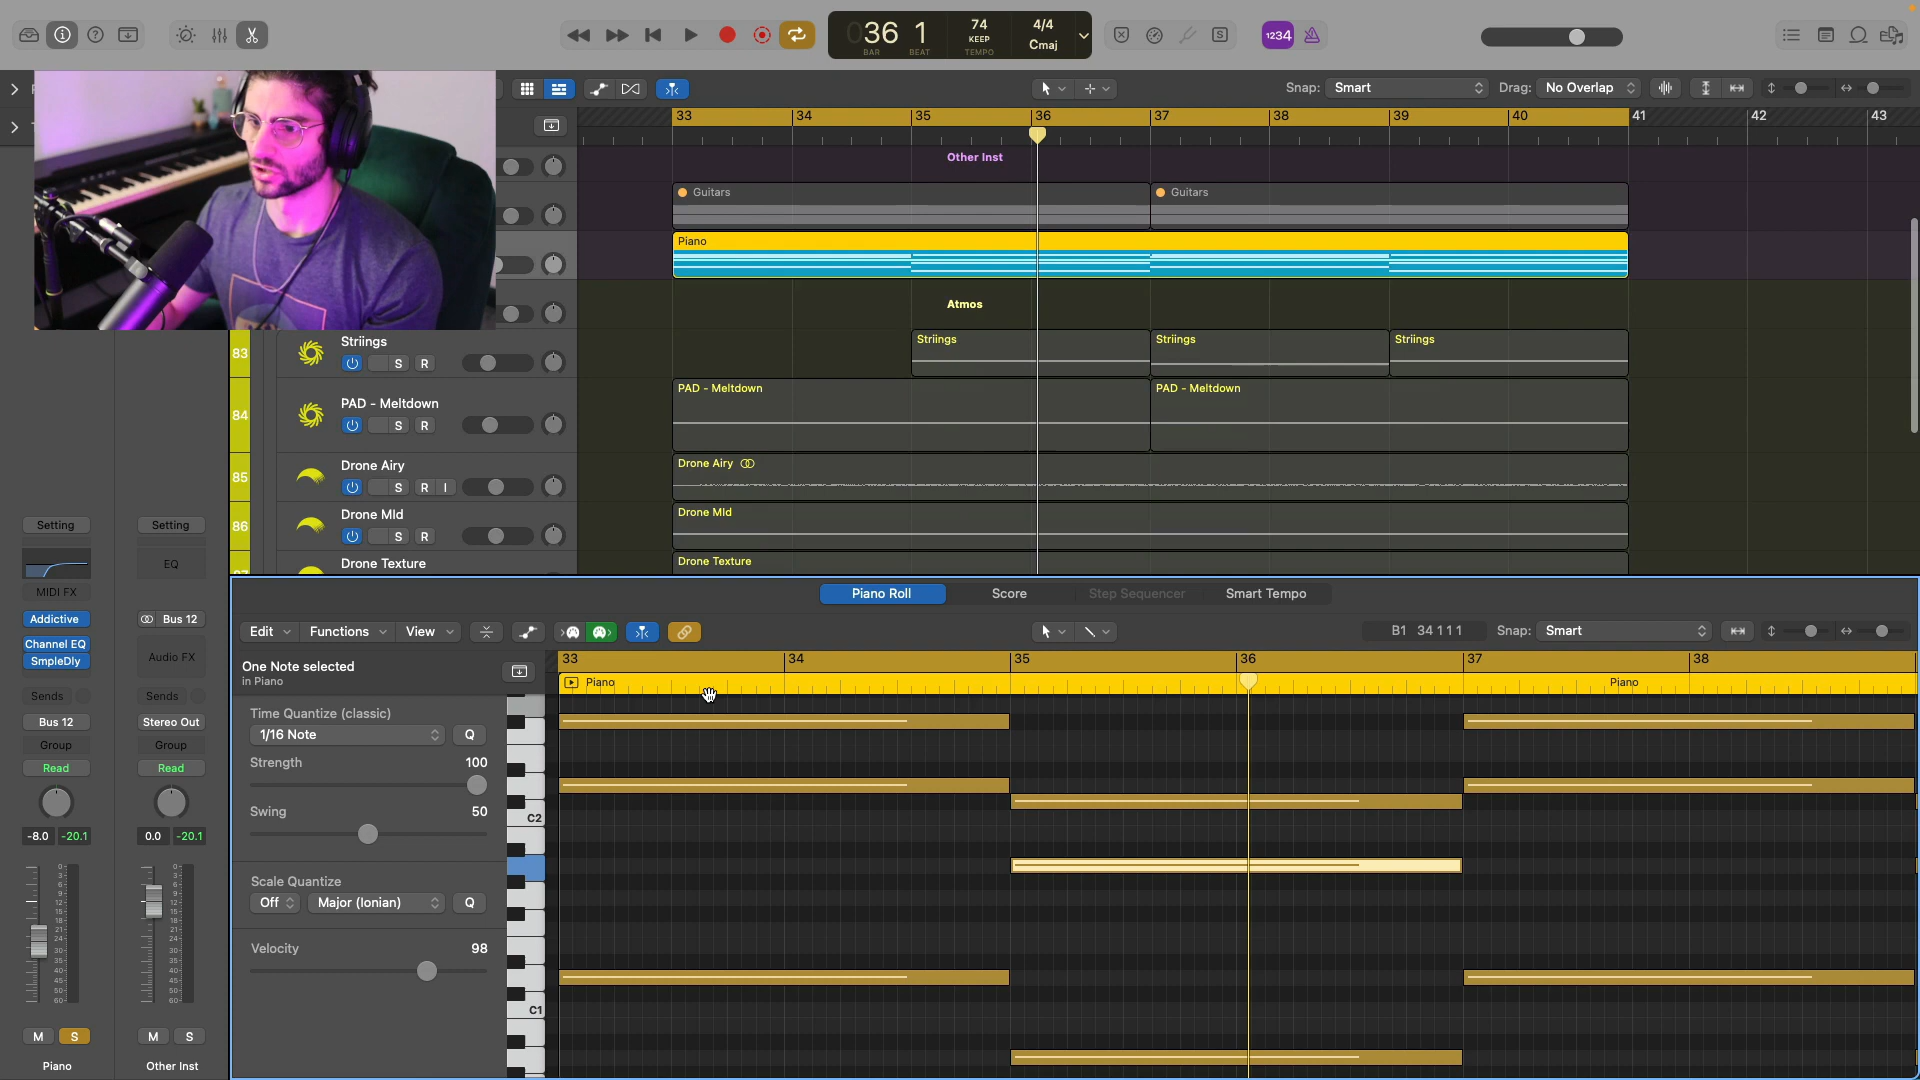 36 1
BAR BEAT
74
KEEP
TEMPO
4/4
Cmaj
1234
Snap: Smart
Drag: No Overlap
33 34 35 36 37 38 39 40 41 42 43
Other Inst
Guitars Guitars
Piano
Atmos
83 Striings
S R
Striings Striings Striings
84 PAD - Meltdown
S R
PAD - Meltdown PAD - Meltdown
85 Drone Airy
S R I
Drone Airy
86 Drone MId
S R
Drone MId
Drone Texture
Drone Texture
Setting Setting
EQ
MIDI FX
Addictive Bus 12
Channel EQ
SmpleDly
Audio FX
Sends Sends
Bus 12 Stereo Out
Group Group
Read Read
-8.0 -20.1 0.0 -20.1
M S M S
Piano Other Inst
Piano Roll Score Step Sequencer Smart Tempo
Edit Functions View
B1 34 1 1 1
Snap: Smart
One Note selected
in Piano
33 34 35 36 37 38
Piano Piano
Time Quantize (classic)
1/16 Note Q
Strength 100
Swing 50
Scale Quantize
Off Major (Ionian) Q
Velocity 98
C2
C1